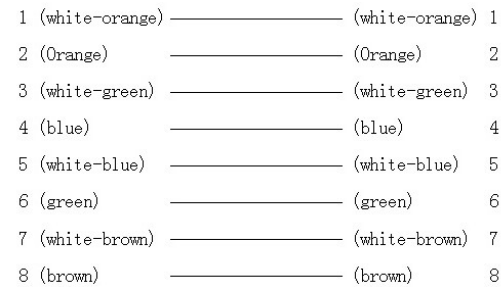 1 (white-orange) (white-orange) 1
2 (Orange) (Orange) 2
3 (white-green) (white-green) 3
4 (blue) (blue) 4
5 (white-blue) (white-blue) 5
6 (green) (green) 6
7 (white-brown) (white-brown) 7
8 (brown) (brown) 8